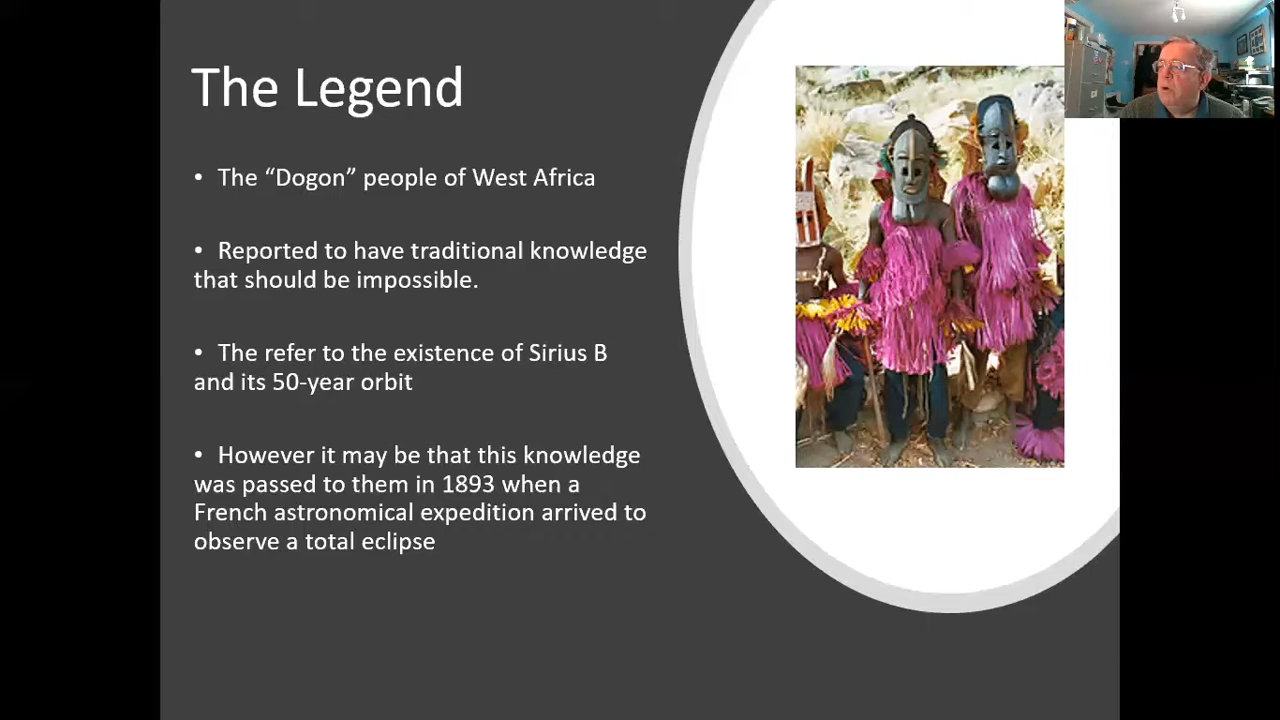 The Legend
• The “Dogon” people of West Africa
• Reported to have traditional knowledge
that should be impossible.
• The refer to the existence of Sirius B
and its 50-year orbit
• However it may be that this knowledge
was passed to them in 1893 when a
French astronomical expedition arrived to
observe a total eclipse